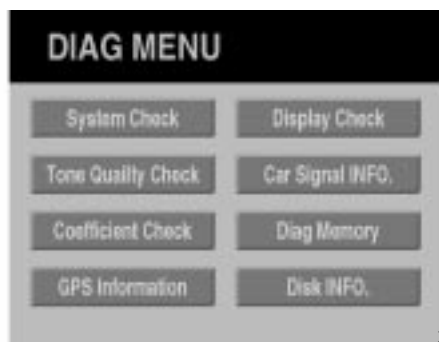 DIAG MENU
System Check Display Check
Tone Quality Check Car Signal INFO.
Coefficient Check Diag Memory
GPS Information Disk INFO.